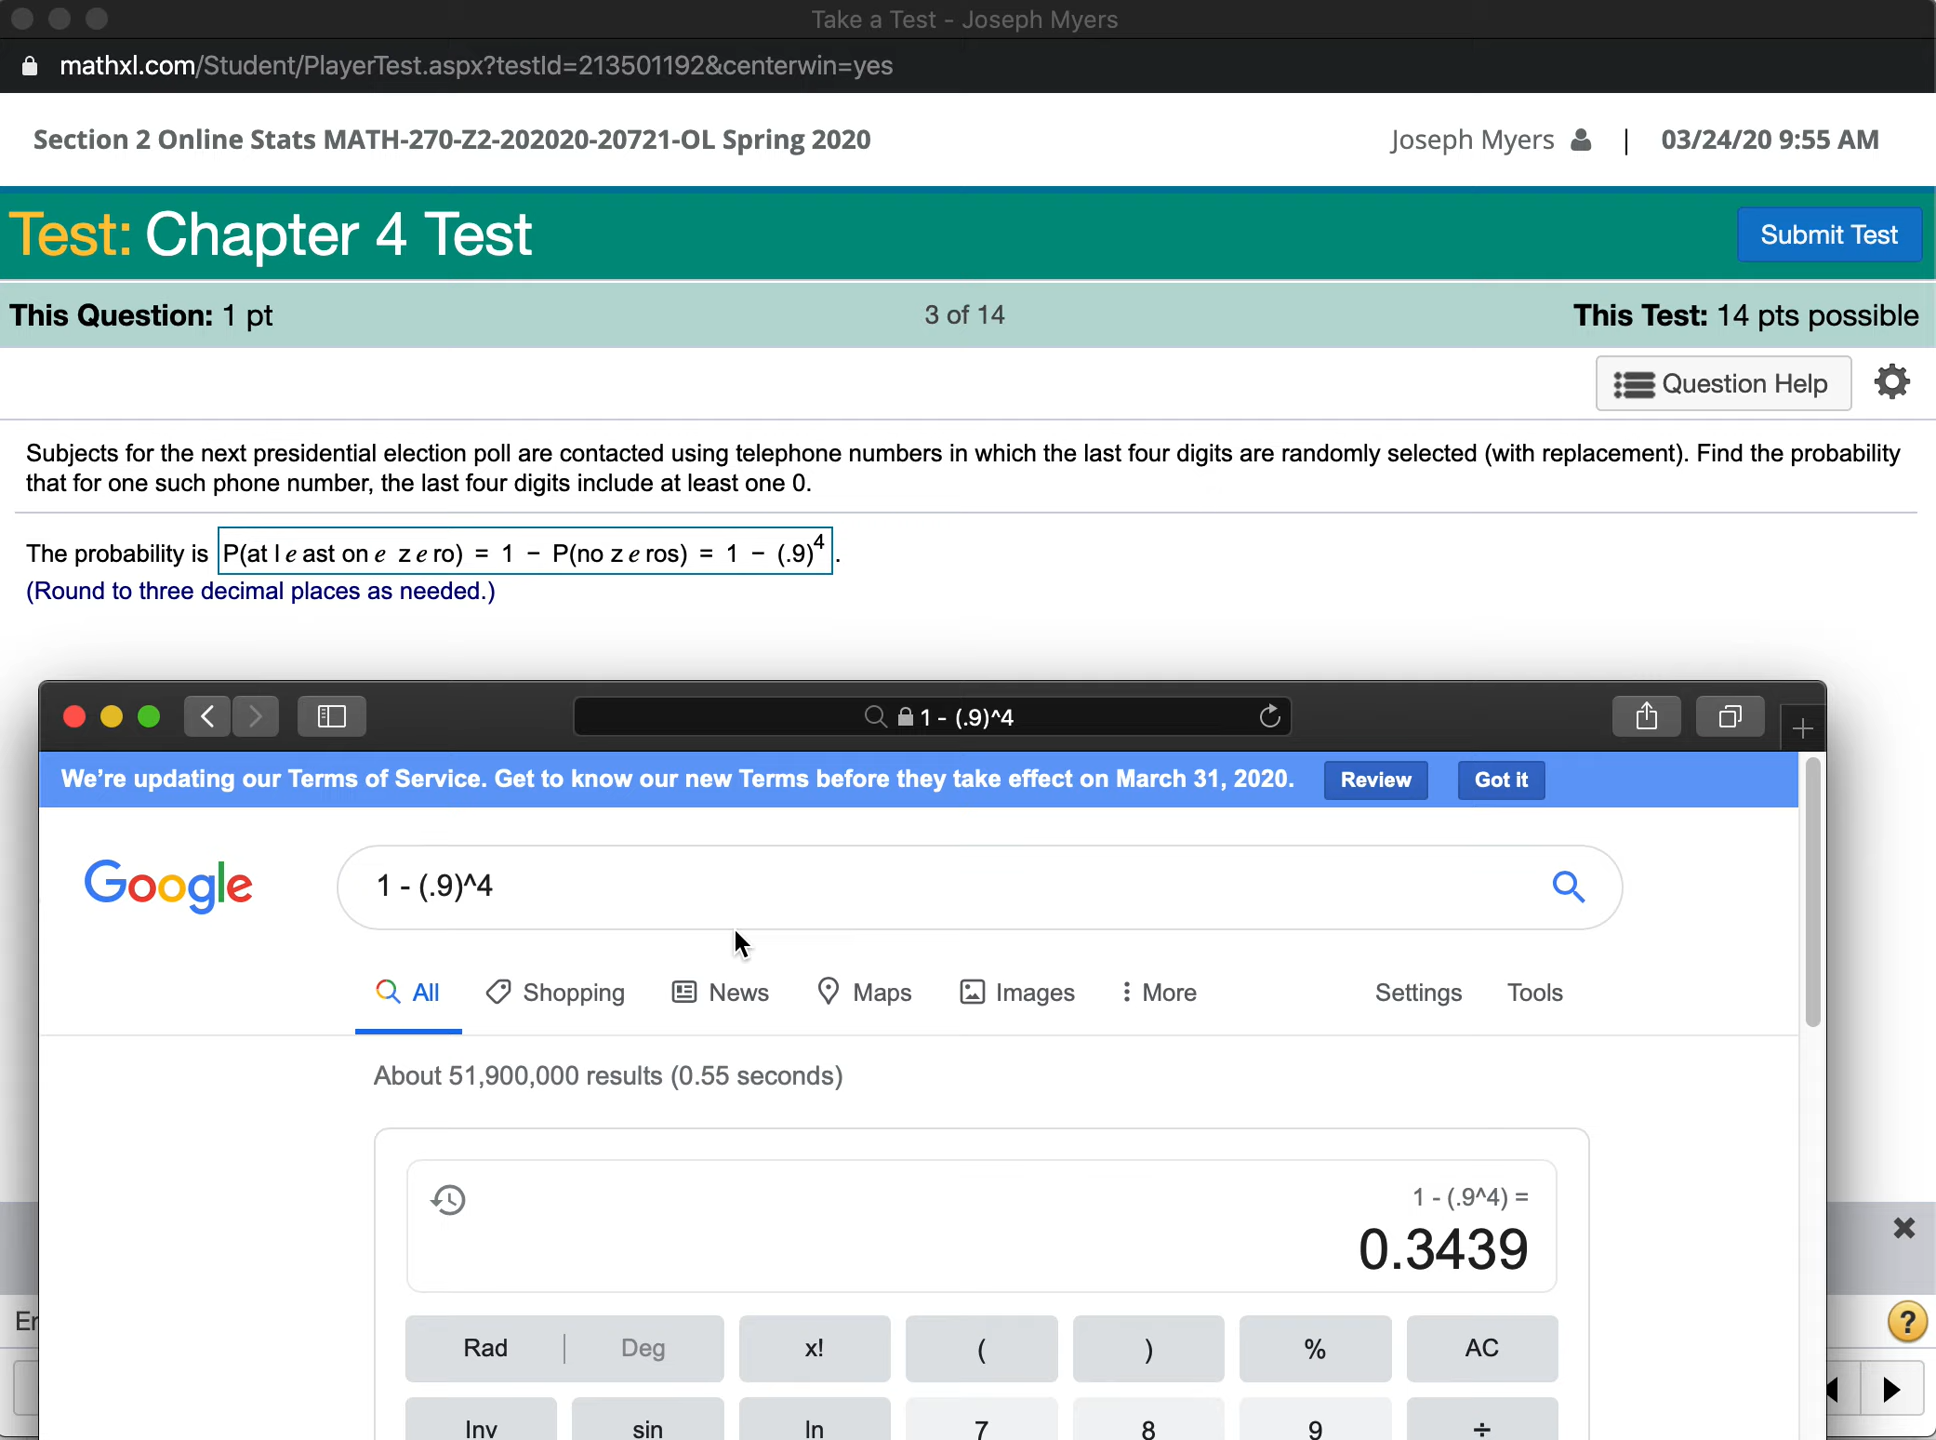 Take a Test - Joseph Myers
mathxl.com/Student/PlayerTest.aspx?testId=213501192&centerwin=yes
Section 2 Online Stats MATH-270-Z2-202020-20721-OL Spring 2020
Joseph Myers | 03/24/20 9:55 AM
Test: Chapter 4 Test
Submit Test
This Question: 1 pt
3 of 14
This Test: 14 pts possible
Question Help
Subjects for the next presidential election poll are contacted using telephone numbers in which the last four digits are randomly selected (with replacement). Find the probability
that for one such phone number, the last four digits include at least one 0.
The probability is P(at l e ast on e z e ro) = 1 − P(no z e ros) = 1 − (.9)^4.
(Round to three decimal places as needed.)
1 - (.9)^4
We're updating our Terms of Service. Get to know our new Terms before they take effect on March 31, 2020.
Review
Got it
Google
1 - (.9)^4
All
Shopping
News
Maps
Images
More
Settings
Tools
About 51,900,000 results (0.55 seconds)
1 - (.9^4) =
0.3439
Rad | Deg
x!
(
)
%
AC
Inv
sin
ln
7
8
9
÷
?